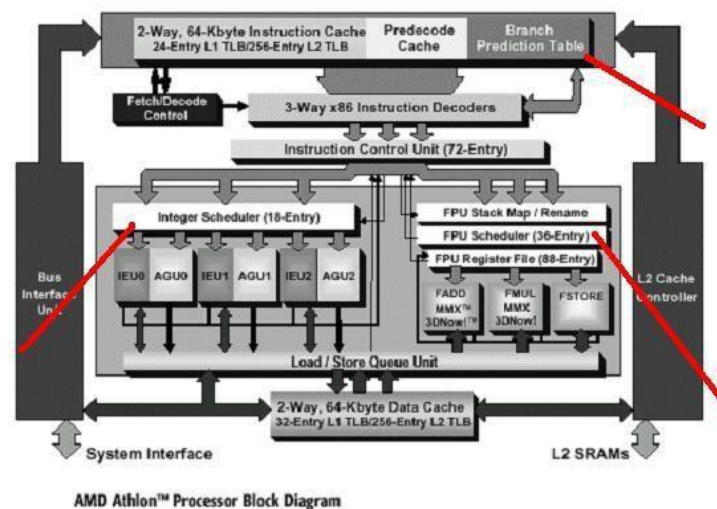 2-Way, 64-Kbyte Instruction Cache
24-Entry L1 TLB/256-Entry L2 TLB
Predecode
Cache
Branch
Prediction Table
Fetch/Decode
Control
3-Way x86 Instruction Decoders
Instruction Control Unit (72-Entry)
Bus
Interface
Unit
Integer Scheduler (18-Entry)
FPU Stack Map / Rename
FPU Scheduler (36-Entry)
FPU Register File (88-Entry)
L2 Cache
Controller
IEU0
AGU0
IEU1
AGU1
IEU2
AGU2
FADD
MMX™
3DNow!™
FMUL
MMX
3DNow!
FSTORE
Load / Store Queue Unit
2-Way, 64-Kbyte Data Cache
32-Entry L1 TLB/256-Entry L2 TLB
System Interface
L2 SRAMs
AMD Athlon™ Processor Block Diagram